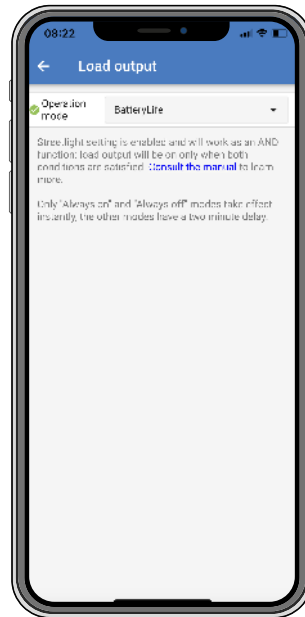 08:22
Load output
Operation
mode
BatteryLife
Streetlight setting is enabled and will work as an AND
function: load output will be on only when both
conditions are satisfied. Consult the manual to learn
more.
Only "Always on" and "Always off" modes take effect
instantly, the other modes have a two minute delay.